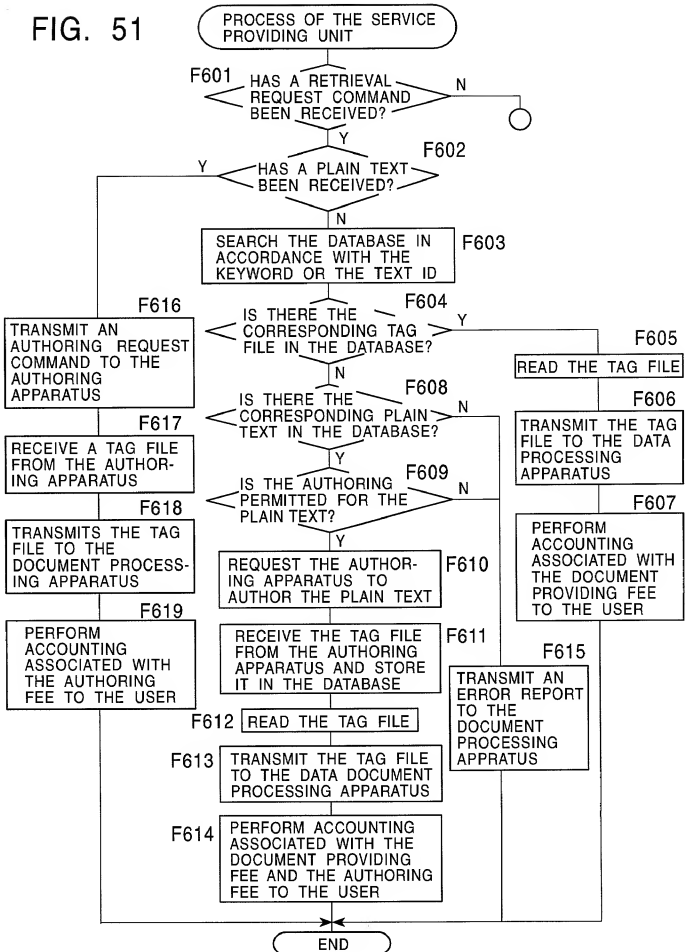 FIG. 51
PROCESS OF THE SERVICE
PROVIDING UNIT
F601
HAS A RETRIEVAL
REQUEST COMMAND
BEEN RECEIVED?
N
Y
F602
HAS A PLAIN TEXT
BEEN RECEIVED?
Y
N
SEARCH THE DATABASE IN
ACCORDANCE WITH THE
KEYWORD OR THE TEXT ID
F603
F604
IS THERE THE
CORRESPONDING TAG
FILE IN THE DATABASE?
Y
N
F605
READ THE TAG FILE
F606
TRANSMIT THE TAG
FILE TO THE DATA
PROCESSING
APPARATUS
F607
PERFORM
ACCOUNTING
ASSOCIATED WITH
THE DOCUMENT
PROVIDING FEE
TO THE USER
F608
IS THERE THE
CORRESPONDING PLAIN
TEXT IN THE DATABASE?
N
Y
F609
IS THE AUTHORING
PERMITTED FOR THE
PLAIN TEXT?
N
Y
REQUEST THE AUTHOR-
ING APPARATUS TO
AUTHOR THE PLAIN TEXT
F610
RECEIVE THE TAG FILE
FROM THE AUTHORING
APPARATUS AND STORE
IT IN THE DATABASE
F611
F612
READ THE TAG FILE
F613
TRANSMIT THE TAG FILE
TO THE DATA DOCUMENT
PROCESSING APPARATUS
F614
PERFORM ACCOUNTING
ASSOCIATED WITH THE
DOCUMENT PROVIDING
FEE AND THE AUTHORING
FEE TO THE USER
F615
TRANSMIT AN
ERROR REPORT
TO THE
DOCUMENT
PROCESSING
APPRATUS
F616
TRANSMIT AN
AUTHORING REQUEST
COMMAND TO THE
AUTHORING
APPARATUS
F617
RECEIVE A TAG FILE
FROM THE AUTHOR-
ING APPARATUS
F618
TRANSMITS THE TAG
FILE TO THE
DOCUMENT PROCESS-
ING APPARATUS
F619
PERFORM
ACCOUNTING
ASSOCIATED WITH
THE AUTHORING
FEE TO THE USER
END